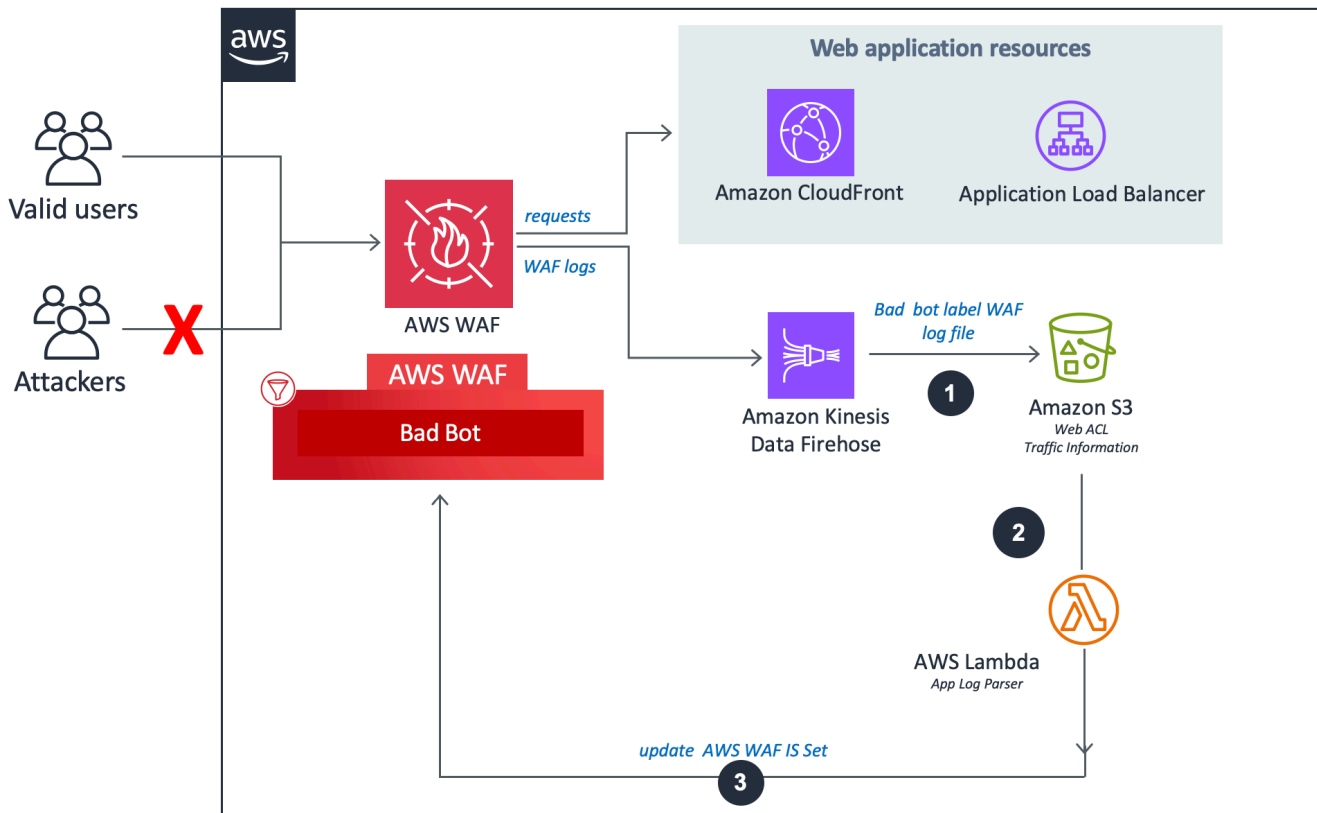 aws
Web application resources
Amazon CloudFront
Application Load Balancer
Valid users
requests
WAF logs
AWS WAF
Attackers
X
AWS WAF
Bad Bot
Bad bot label WAF
log file
1
Amazon Kinesis
Data Firehose
Amazon S3
Web ACL
Traffic Information
2
AWS Lambda
App Log Parser
update AWS WAF IS Set
3